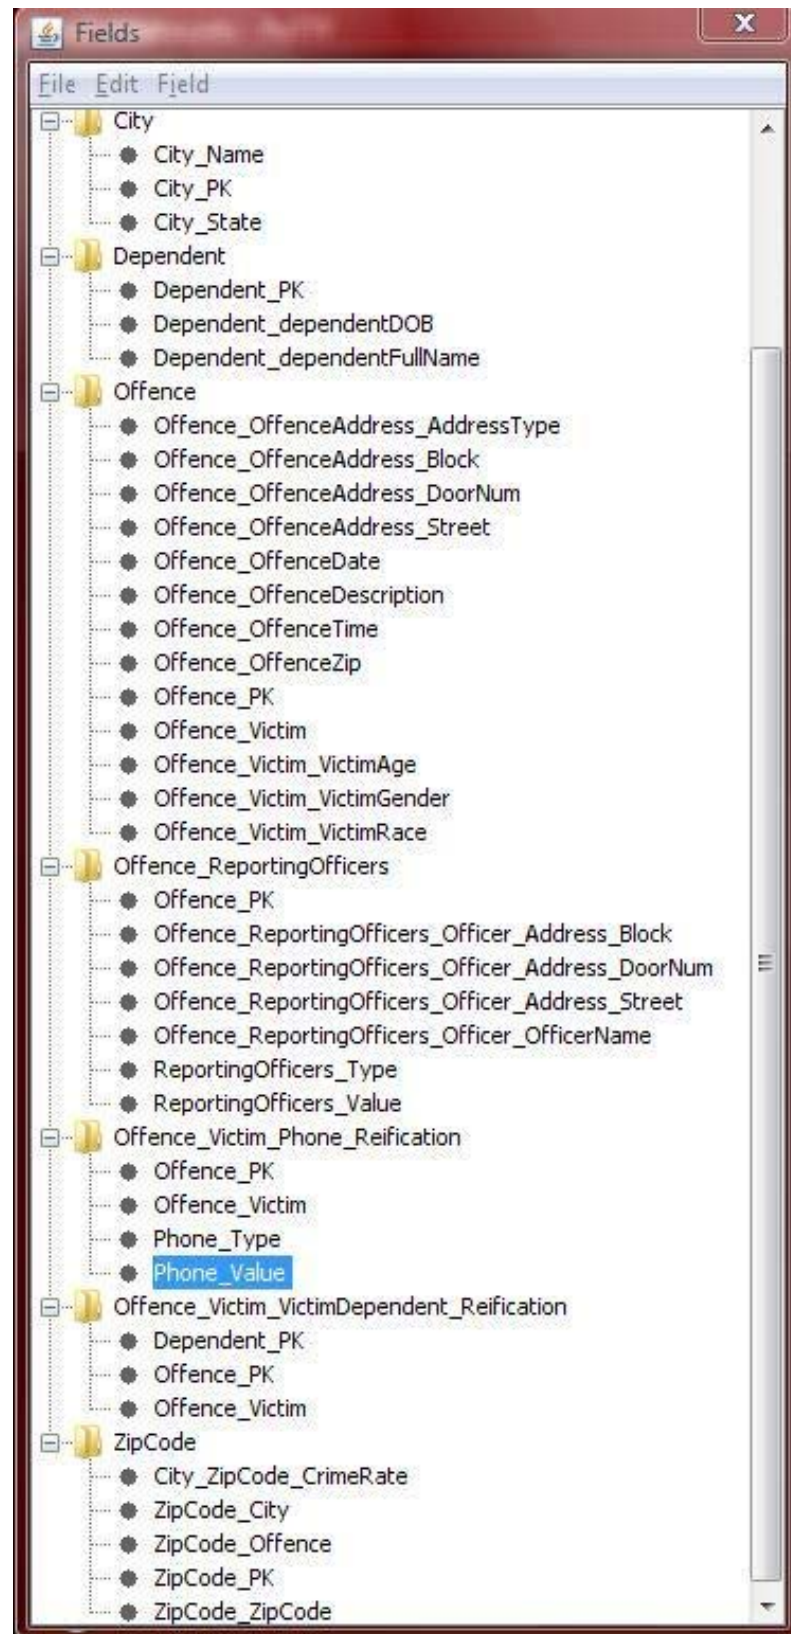 Fields
File Edit Field
City
City_Name
City_PK
City_State
Dependent
Dependent_PK
Dependent_dependentDOB
Dependent_dependentFullName
Offence
Offence_OffenceAddress_AddressType
Offence_OffenceAddress_Block
Offence_OffenceAddress_DoorNum
Offence_OffenceAddress_Street
Offence_OffenceDate
Offence_OffenceDescription
Offence_OffenceTime
Offence_OffenceZip
Offence_PK
Offence_Victim
Offence_Victim_VictimAge
Offence_Victim_VictimGender
Offence_Victim_VictimRace
Offence_ReportingOfficers
Offence_PK
Offence_ReportingOfficers_Officer_Address_Block
Offence_ReportingOfficers_Officer_Address_DoorNum
Offence_ReportingOfficers_Officer_Address_Street
Offence_ReportingOfficers_Officer_OfficerName
ReportingOfficers_Type
ReportingOfficers_Value
Offence_Victim_Phone_Reification
Offence_PK
Offence_Victim
Phone_Type
Phone_Value
Offence_Victim_VictimDependent_Reification
Dependent_PK
Offence_PK
Offence_Victim
ZipCode
City_ZipCode_CrimeRate
ZipCode_City
ZipCode_Offence
ZipCode_PK
ZipCode_ZipCode